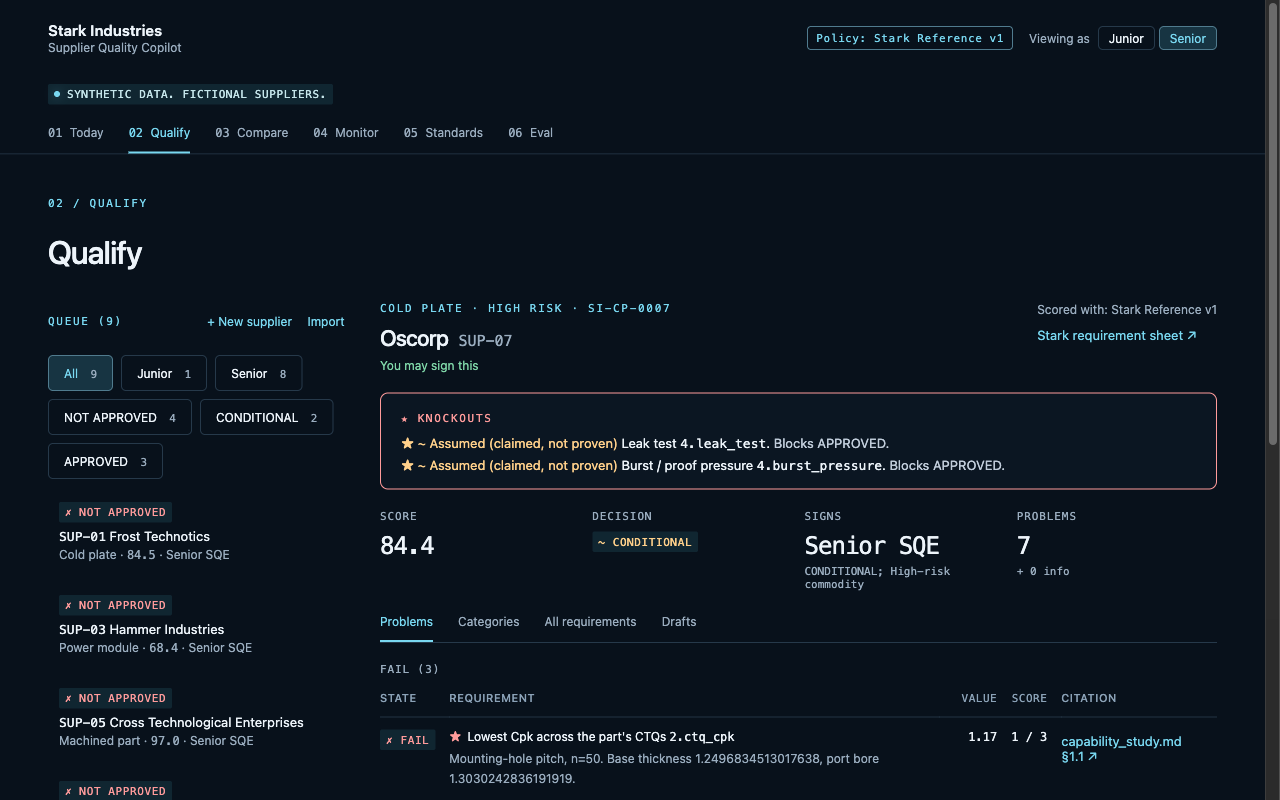 Stark Industries
Supplier Quality Copilot
Policy: Stark Reference v1
Viewing as
Junior
Senior
SYNTHETIC DATA. FICTIONAL SUPPLIERS.
01 Today
02 Qualify
03 Compare
04 Monitor
05 Standards
06 Eval
02 / QUALIFY
Qualify
QUEUE (9)
+ New supplier
Import
All 9
Junior 1
Senior 8
NOT APPROVED 4
CONDITIONAL 2
APPROVED 3
✗ NOT APPROVED
SUP-01 Frost Technotics
Cold plate · 84.5 · Senior SQE
✗ NOT APPROVED
SUP-03 Hammer Industries
Power module · 68.4 · Senior SQE
✗ NOT APPROVED
SUP-05 Cross Technological Enterprises
Machined part · 97.0 · Senior SQE
✗ NOT APPROVED
COLD PLATE · HIGH RISK · SI-CP-0007
Oscorp SUP-07
You may sign this
Scored with: Stark Reference v1
Stark requirement sheet ↗
★ KNOCKOUTS
★ ~ Assumed (claimed, not proven) Leak test 4.leak_test. Blocks APPROVED.
★ ~ Assumed (claimed, not proven) Burst / proof pressure 4.burst_pressure. Blocks APPROVED.
SCORE
84.4
DECISION
~ CONDITIONAL
SIGNS
Senior SQE
CONDITIONAL; High-risk
commodity
PROBLEMS
7
+ 0 info
Problems
Categories
All requirements
Drafts
FAIL (3)
STATE REQUIREMENT VALUE SCORE CITATION
✗ FAIL
★ Lowest Cpk across the part's CTQs 2.ctq_cpk
Mounting-hole pitch, n=50. Base thickness 1.2496834513017638, port bore
1.3030242836191919.
1.17
1 / 3
capability_study.md
§1.1 ↗